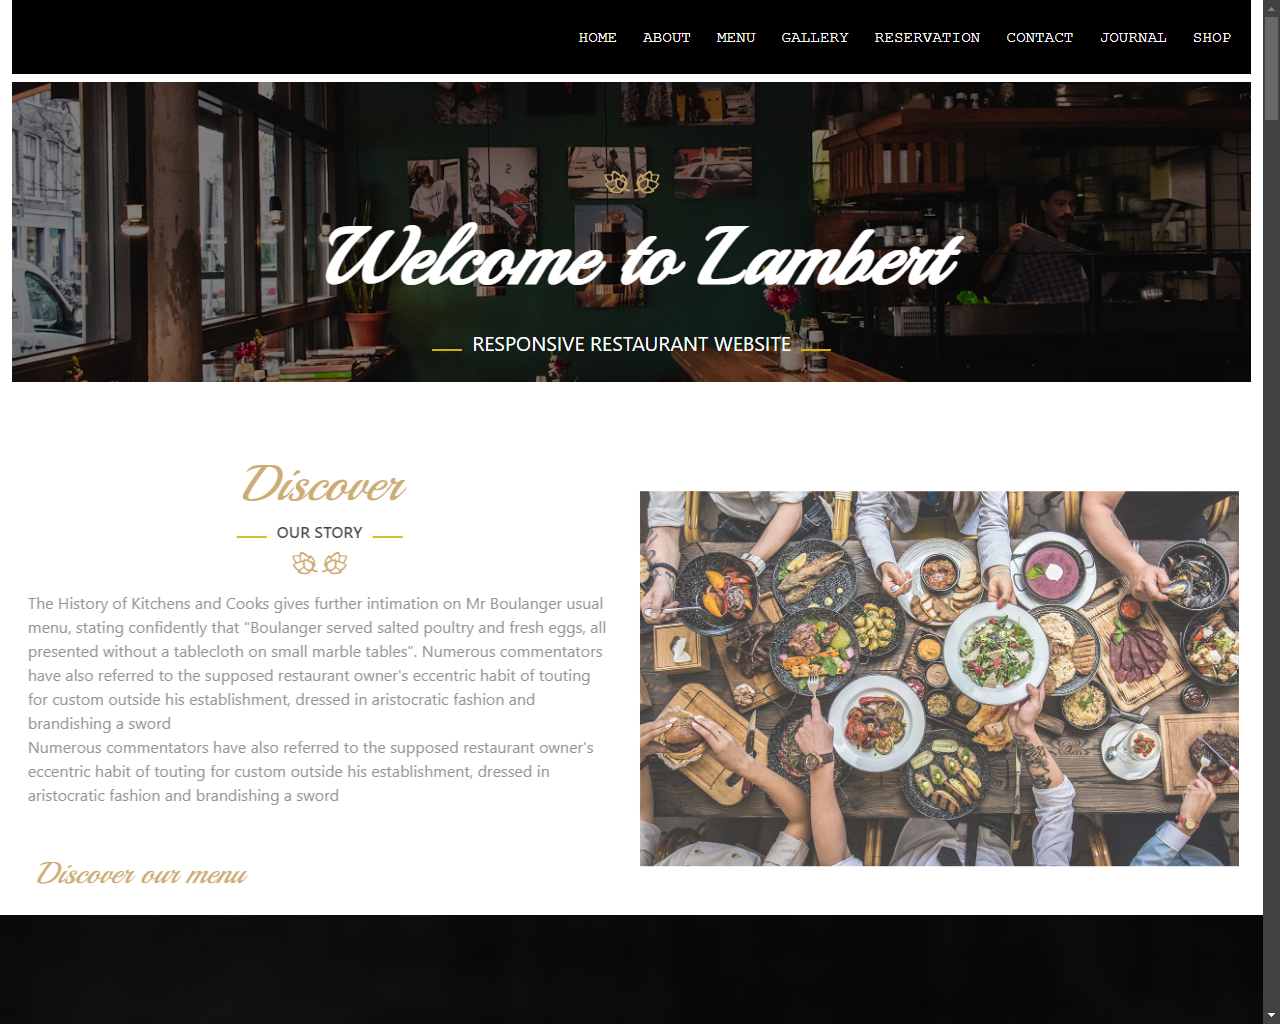 HOME ABOUT MENU GALLERY RESERVATION CONTACT JOURNAL SHOP
Welcome to Lambert
RESPONSIVE RESTAURANT WEBSITE
Discover
OUR STORY
The History of Kitchens and Cooks gives further intimation on Mr Boulanger usual
menu, stating confidently that "Boulanger served salted poultry and fresh eggs, all
presented without a tablecloth on small marble tables". Numerous commentators
have also referred to the supposed restaurant owner's eccentric habit of touting
for custom outside his establishment, dressed in aristocratic fashion and
brandishing a sword
Numerous commentators have also referred to the supposed restaurant owner's
eccentric habit of touting for custom outside his establishment, dressed in
aristocratic fashion and brandishing a sword
Discover our menu